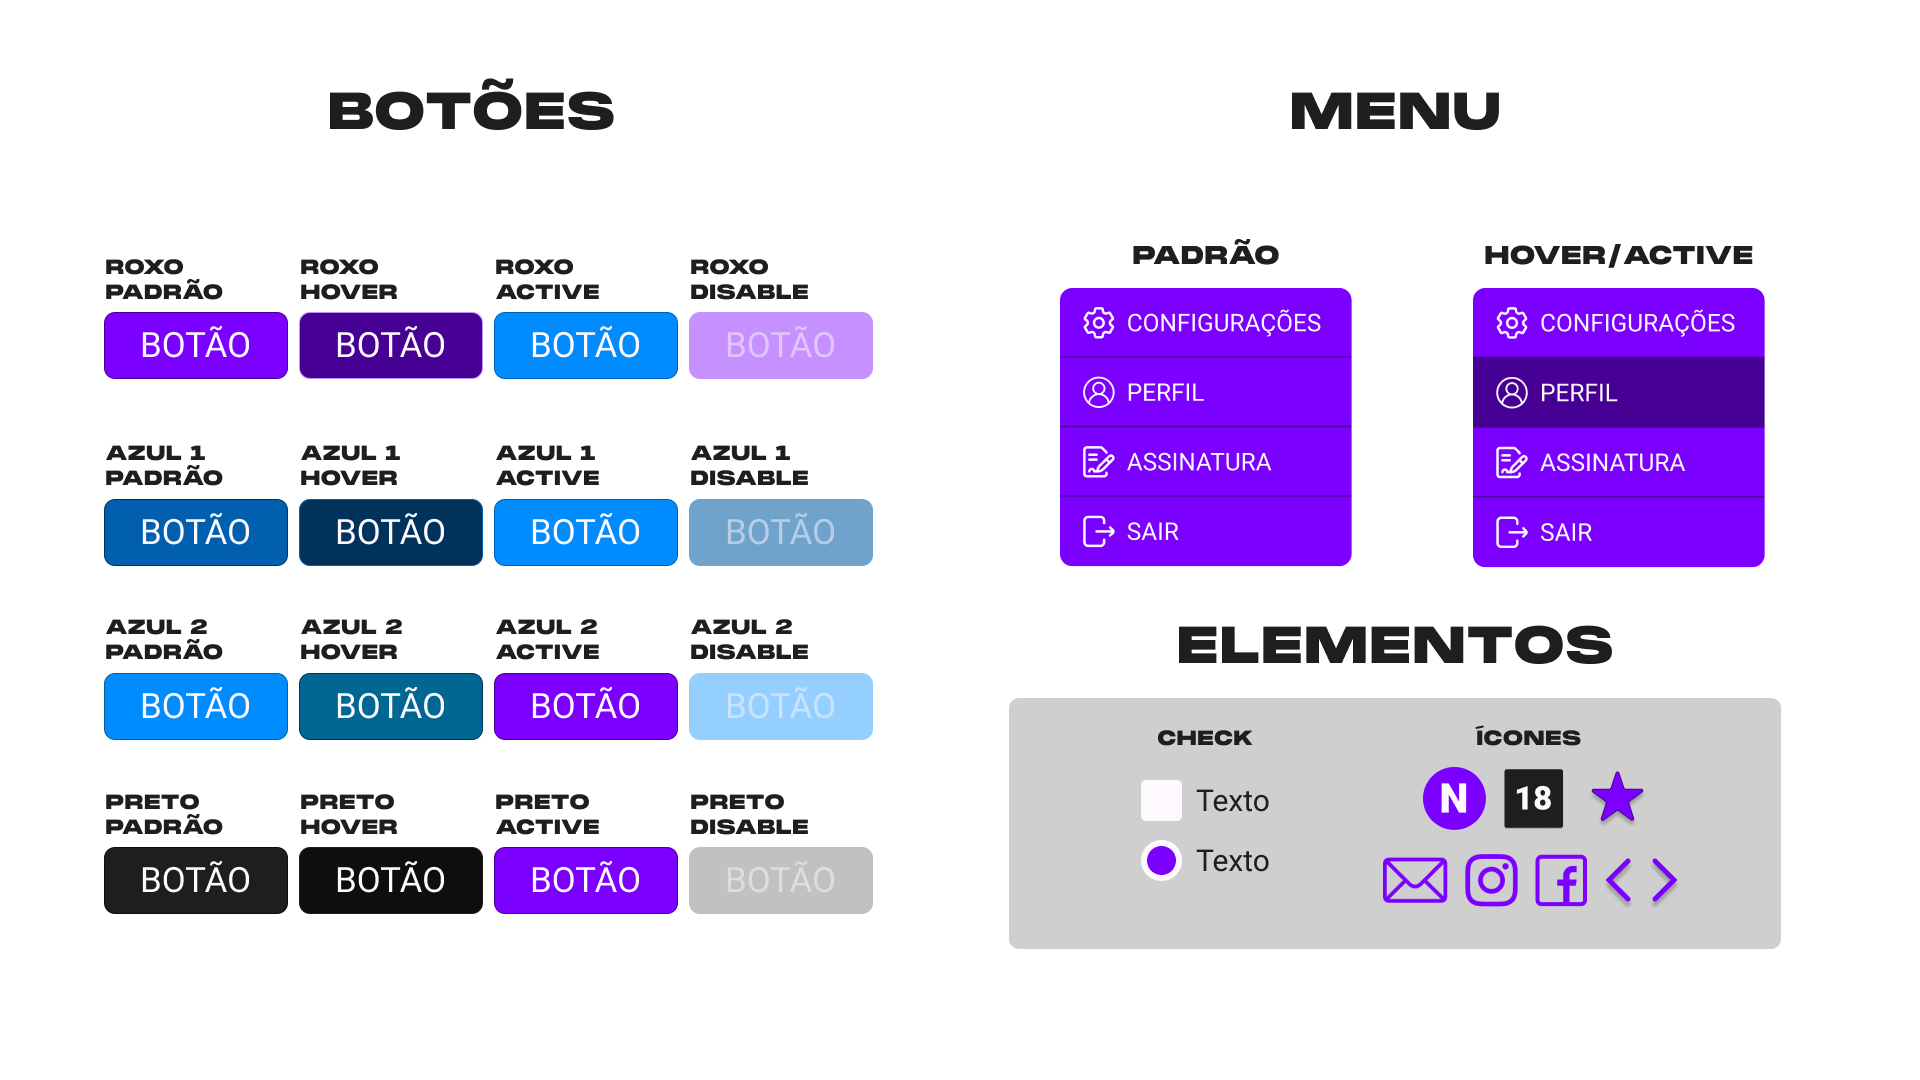 BOTÕES
ROXO PADRÃO
BOTÃO
ROXO HOVER
BOTÃO
ROXO ACTIVE
BOTÃO
ROXO DISABLE
BOTÃO
AZUL 1 PADRÃO
BOTÃO
AZUL 1 HOVER
BOTÃO
AZUL 1 ACTIVE
BOTÃO
AZUL 1 DISABLE
BOTÃO
AZUL 2 PADRÃO
BOTÃO
AZUL 2 HOVER
BOTÃO
AZUL 2 ACTIVE
BOTÃO
AZUL 2 DISABLE
BOTÃO
PRETO PADRÃO
BOTÃO
PRETO HOVER
BOTÃO
PRETO ACTIVE
BOTÃO
PRETO DISABLE
BOTÃO
MENU
PADRÃO
CONFIGURAÇÕES
PERFIL
ASSINATURA
SAIR
HOVER/ACTIVE
CONFIGURAÇÕES
PERFIL
ASSINATURA
SAIR
ELEMENTOS
CHECK
Texto
Texto
ÍCONES
N
18
f